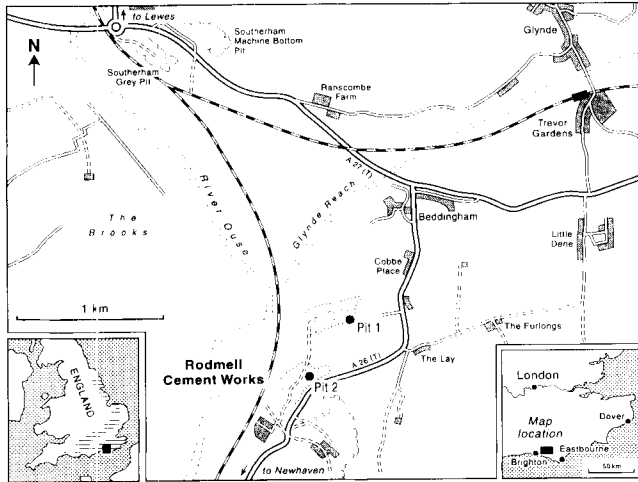 to Lewes
N
Southerham
Machine Bottom
Pit
Southerham
Grey Pit
Ranscombe
Farm
Glynde
Trevor
Gardens
A 27 (T)
River Ouse
Glynde Reach
The
Brooks
Beddingham
Little
Dene
Cobbe
Place
1 km
Pit 1
The Furlongs
The Lay
A 26 (T)
Rodmell
Cement Works
Pit 2
to Newhaven
ENGLAND
London
Dover
Map
location
Eastbourne
Brighton
50 km